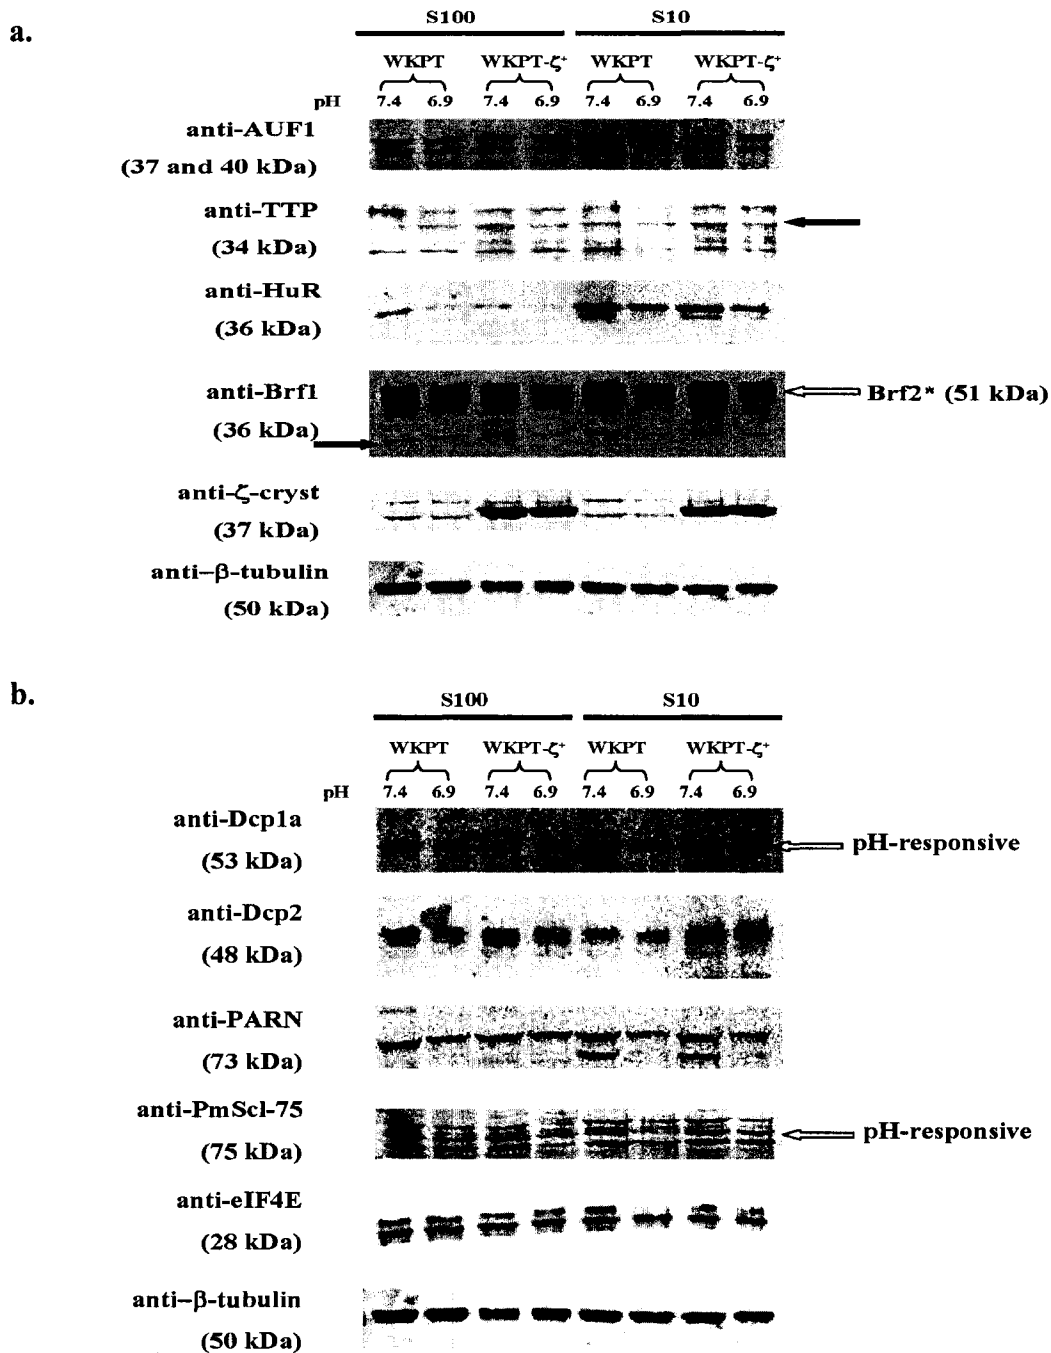 a.
S100 S10
WKPT WKPT-ζ+ WKPT WKPT-ζ+
pH 7.4 6.9 7.4 6.9 7.4 6.9 7.4 6.9
anti-AUF1
(37 and 40 kDa)
anti-TTP
(34 kDa)
anti-HuR
(36 kDa)
anti-Brf1
Brf2* (51 kDa)
(36 kDa)
anti-ζ-cryst
(37 kDa)
anti–β-tubulin
(50 kDa)
b.
S100 S10
WKPT WKPT-ζ+ WKPT WKPT-ζ+
pH 7.4 6.9 7.4 6.9 7.4 6.9 7.4 6.9
anti-Dcp1a
pH-responsive
(53 kDa)
anti-Dcp2
(48 kDa)
anti-PARN
(73 kDa)
anti-PmScl-75
pH-responsive
(75 kDa)
anti-eIF4E
(28 kDa)
anti–β-tubulin
(50 kDa)